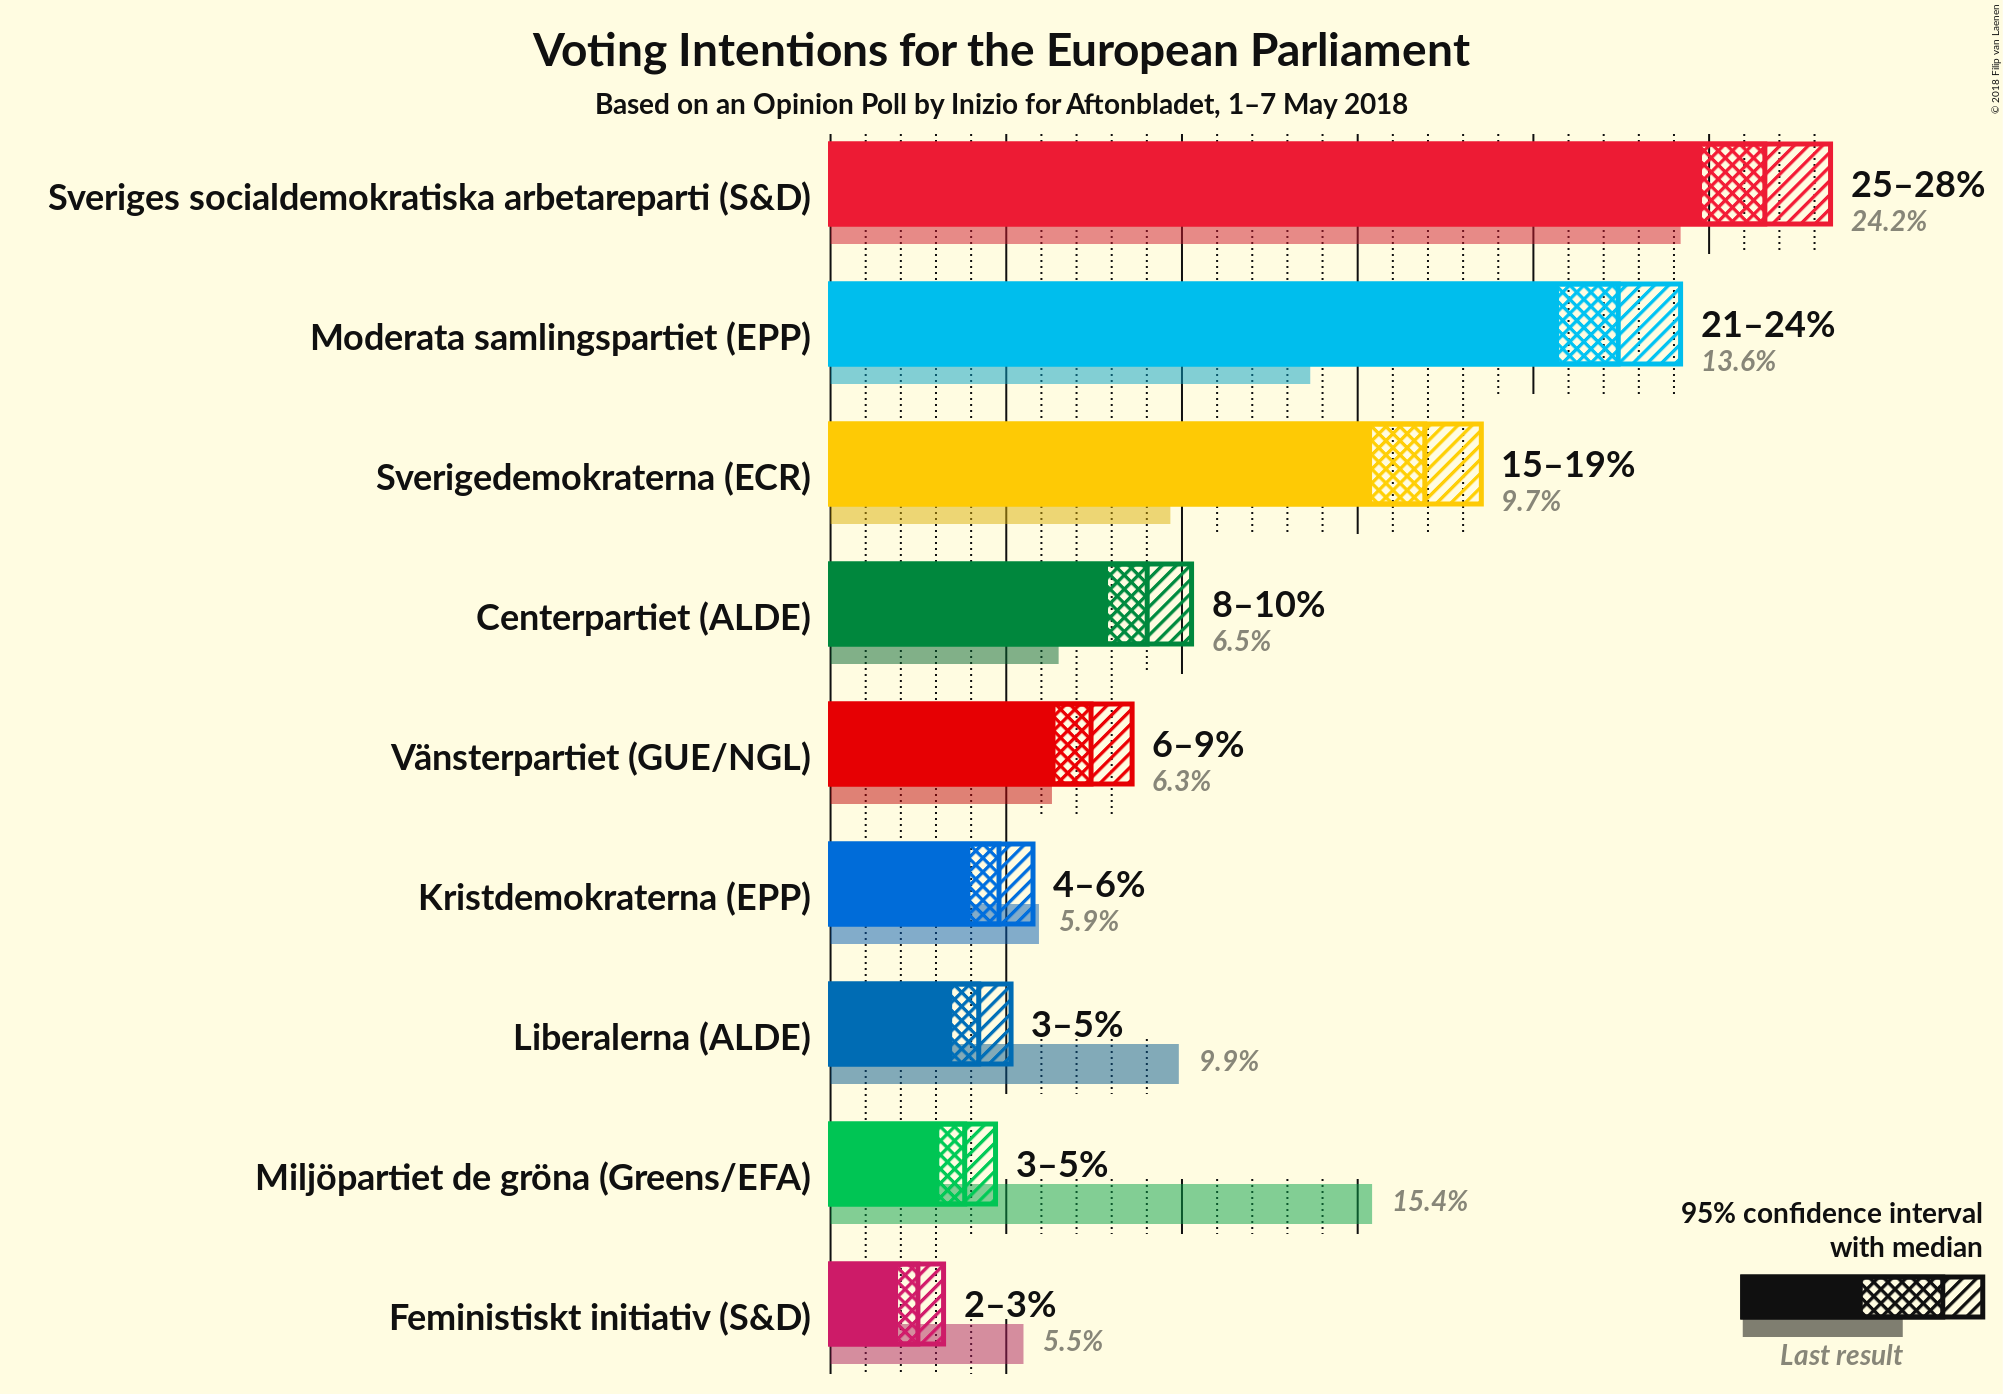 Voting Intentions for the European Parliament
Based on an Opinion Poll by Inizio for Aftonbladet, 1–7 May 2018
© 2018 Filip van Laenen
Sveriges socialdemokratiska arbetareparti (S&D)
25–28%
24.2%
Moderata samlingspartiet (EPP)
21–24%
13.6%
Sverigedemokraterna (ECR)
15–19%
9.7%
Centerpartiet (ALDE)
8–10%
6.5%
Vänsterpartiet (GUE/NGL)
6–9%
6.3%
Kristdemokraterna (EPP)
4–6%
5.9%
Liberalerna (ALDE)
3–5%
9.9%
Miljöpartiet de gröna (Greens/EFA)
3–5%
15.4%
Feministiskt initiativ (S&D)
2–3%
5.5%
95% confidence interval
with median
Last result